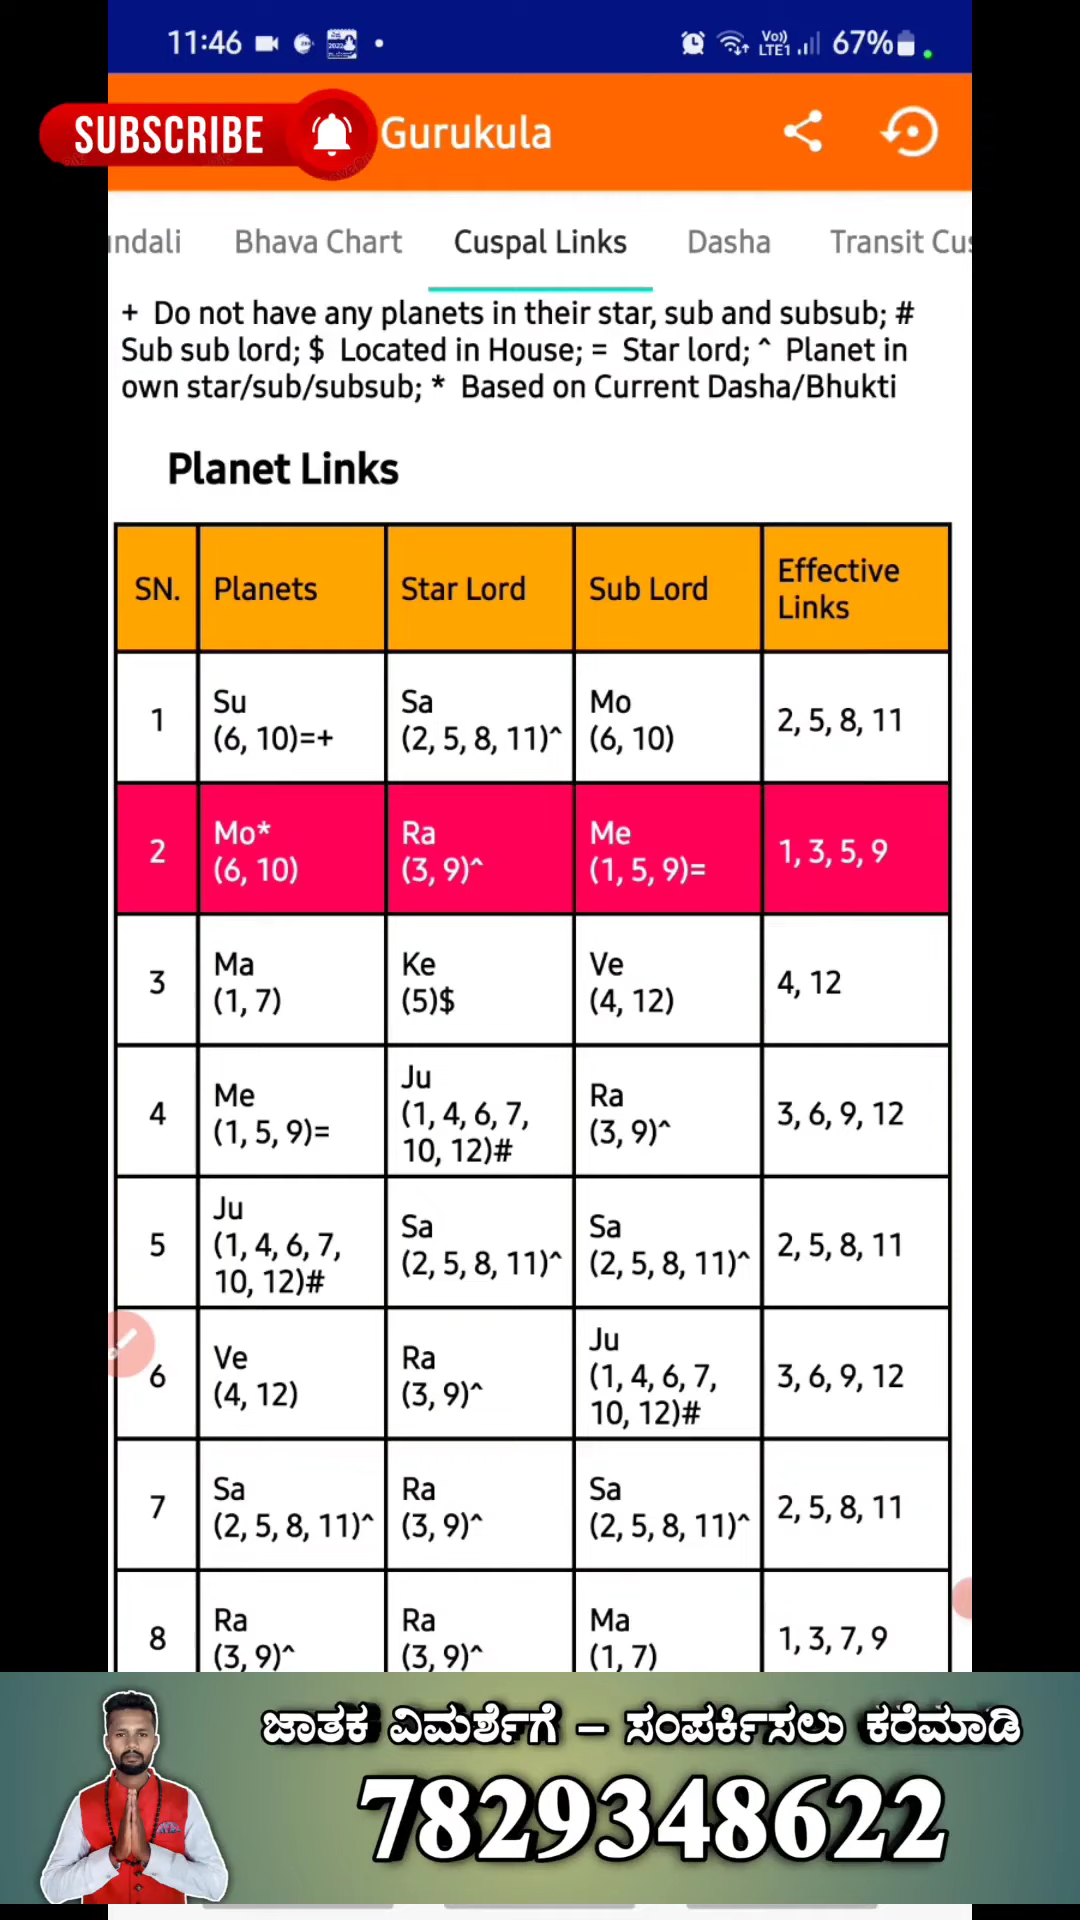 11:46
Vo))
LTE1
67%
SUBSCRIBE
Gurukula
ndali Bhava Chart Cuspal Links Dasha Transit Cus
+ Do not have any planets in their star, sub and subsub; #
Sub sub lord; $ Located in House; = Star lord; ^ Planet in
own star/sub/subsub; * Based on Current Dasha/Bhukti
Planet Links
SN. Planets Star Lord Sub Lord Effective Links
1 Su (6, 10)=+ Sa (2, 5, 8, 11)^ Mo (6, 10) 2, 5, 8, 11
2 Mo* (6, 10) Ra (3, 9)^ Me (1, 5, 9)= 1, 3, 5, 9
3 Ma (1, 7) Ke (5)$ Ve (4, 12) 4, 12
4 Me (1, 5, 9)= Ju (1, 4, 6, 7, 10, 12)# Ra (3, 9)^ 3, 6, 9, 12
5 Ju (1, 4, 6, 7, 10, 12)# Sa (2, 5, 8, 11)^ Sa (2, 5, 8, 11)^ 2, 5, 8, 11
6 Ve (4, 12) Ra (3, 9)^ Ju (1, 4, 6, 7, 10, 12)# 3, 6, 9, 12
7 Sa (2, 5, 8, 11)^ Ra (3, 9)^ Sa (2, 5, 8, 11)^ 2, 5, 8, 11
8 Ra (3, 9)^ Ra (3, 9)^ Ma (1, 7) 1, 3, 7, 9
ಜಾತಕ ವಿಮರ್ಶೆಗೆ – ಸಂಪರ್ಕಿಸಲು ಕರೆಮಾಡಿ
7829348622